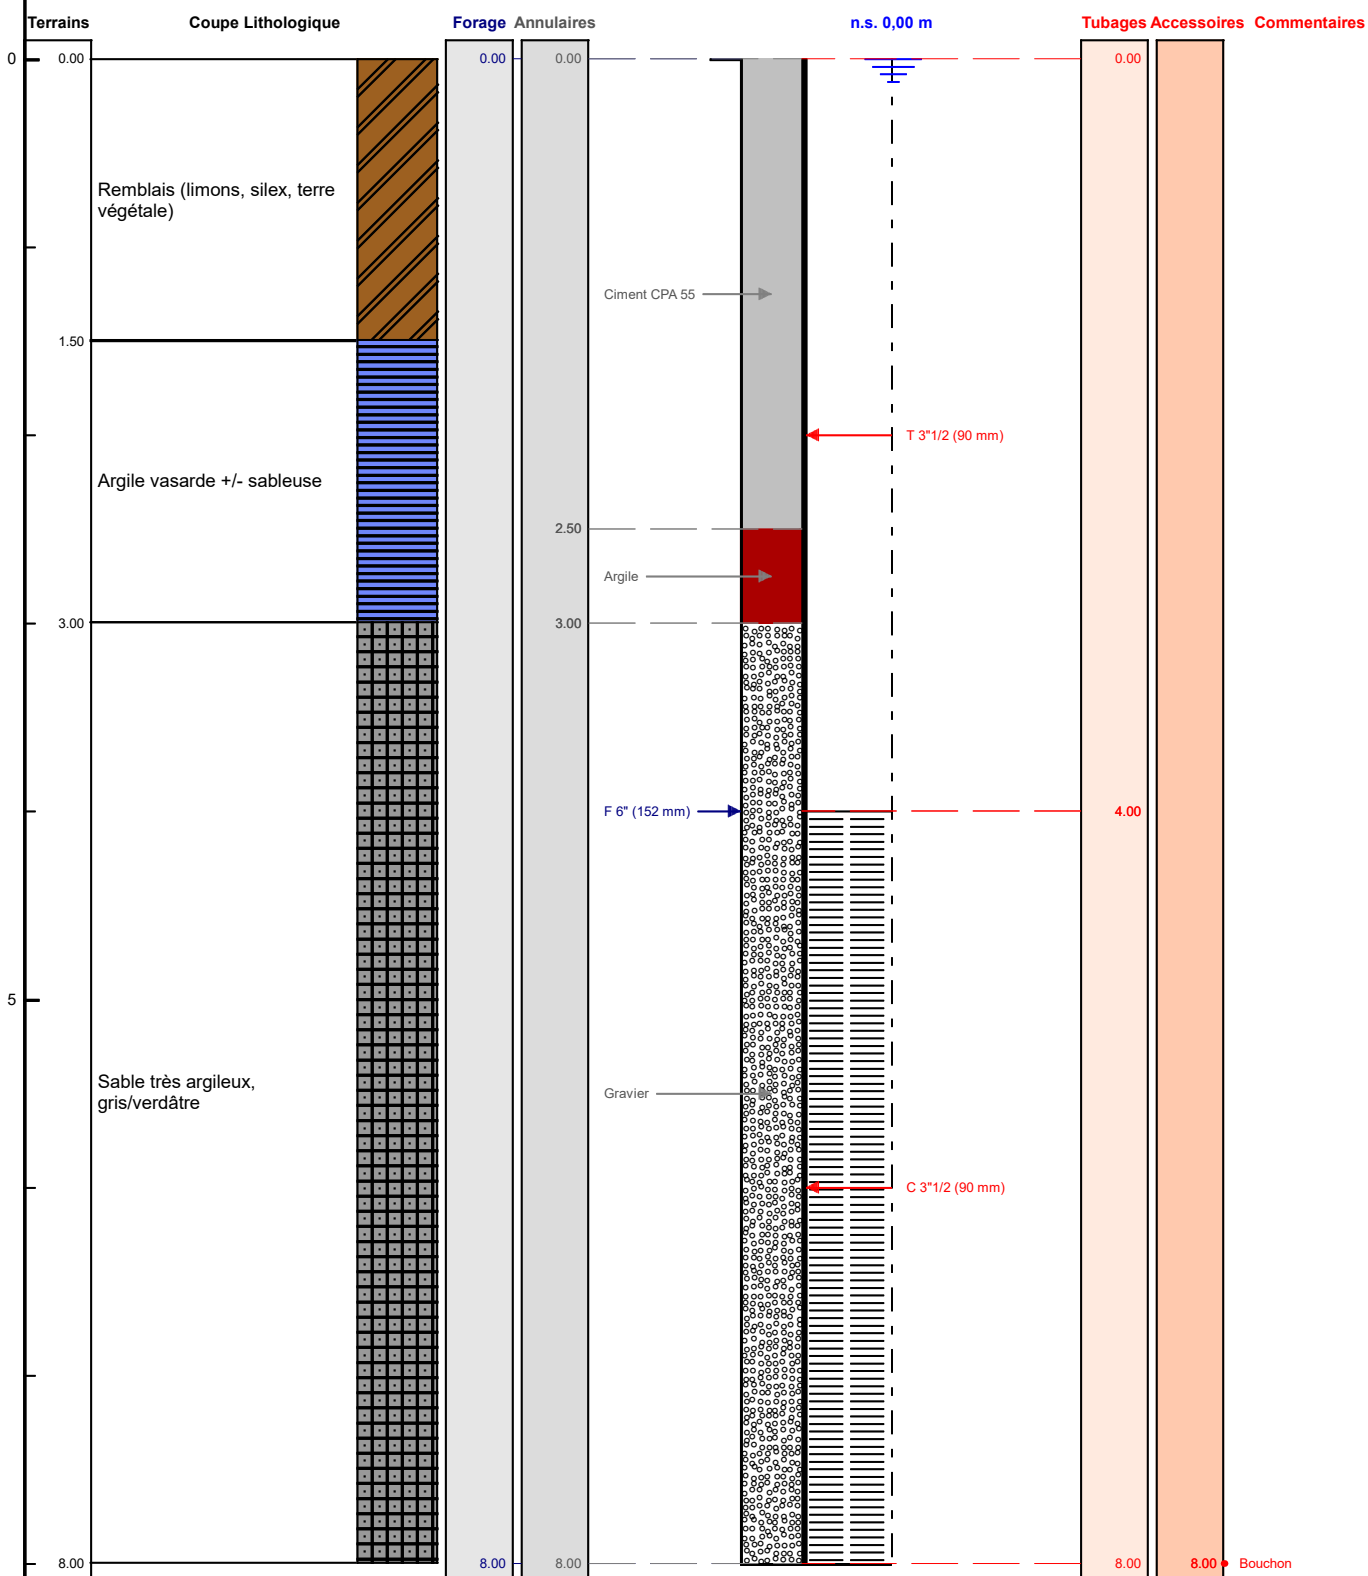 Terrains Coupe Lithologique Forage Annulaires n.s. 0,00 m Tubages Accessoires Commentaires
0 0.00 0.00 0.00 0.00
Remblais (limons, silex, terre
végétale)
Ciment CPA 55
1.50
T 3"1/2 (90 mm)
Argile vasarde +/- sableuse
2.50
Argile
3.00 3.00
F 6" (152 mm) 4.00
5
Sable très argileux,
gris/verdâtre
Gravier
C 3"1/2 (90 mm)
8.00 8.00 8.00 8.00 8.00 Bouchon